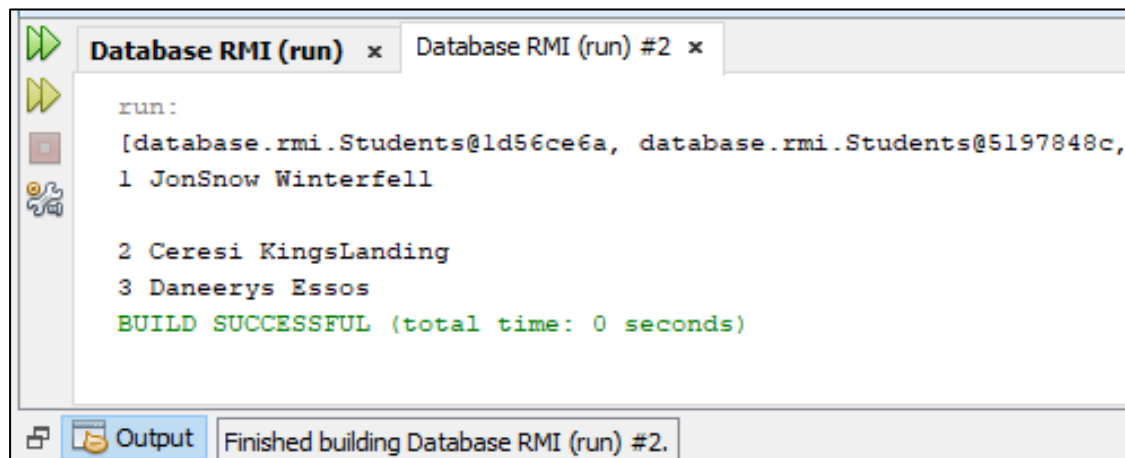 Database RMI (run) × Database RMI (run) #2 ×
run:
[database.rmi.Students@1d56ce6a, database.rmi.Students@5197848c,
1 JonSnow Winterfell
2 Ceresi KingsLanding
3 Daneerys Essos
BUILD SUCCESSFUL (total time: 0 seconds)
Output Finished building Database RMI (run) #2.